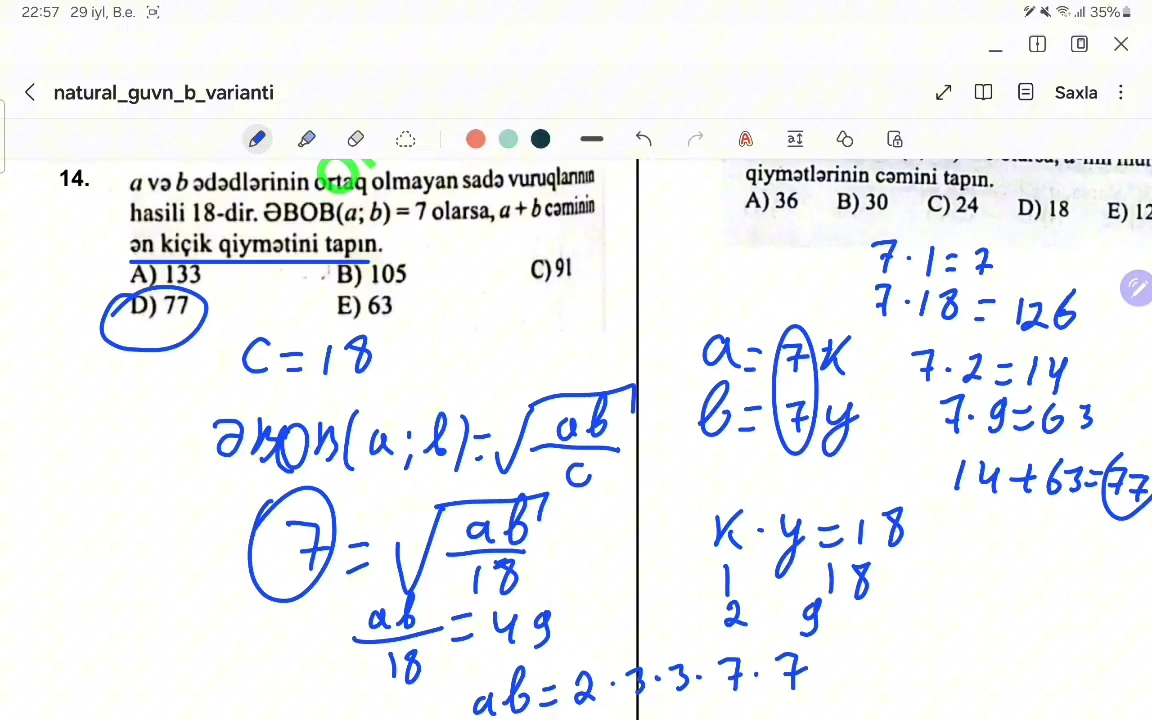 22:57 29 iyl, B.e. 35%
natural_guvn_b_varianti
Saxla
14. a və b ədədlərinin ortaq olmayan sadə vuruqlarının
hasili 18-dir. ƏBOB(a; b) = 7 olarsa, a + b cəminin
ən kiçik qiymətini tapın.
A) 133 B) 105 C) 91
D) 77 E) 63
C = 18
ƏBOB(a; b) = √(ab/C)
7 = √(ab/18)
ab/18 = 49
ab = 2 · 3 · 3 · 7 · 7
qiymətlərinin cəmini tapın.
A) 36 B) 30 C) 24 D) 18 E) 12
7 · 1 = 7
7 · 18 = 126
a = 7x
b = 7y
7 · 2 = 14
7 · 9 = 63
14 + 63 = 77
x · y = 18
1 18
2 9